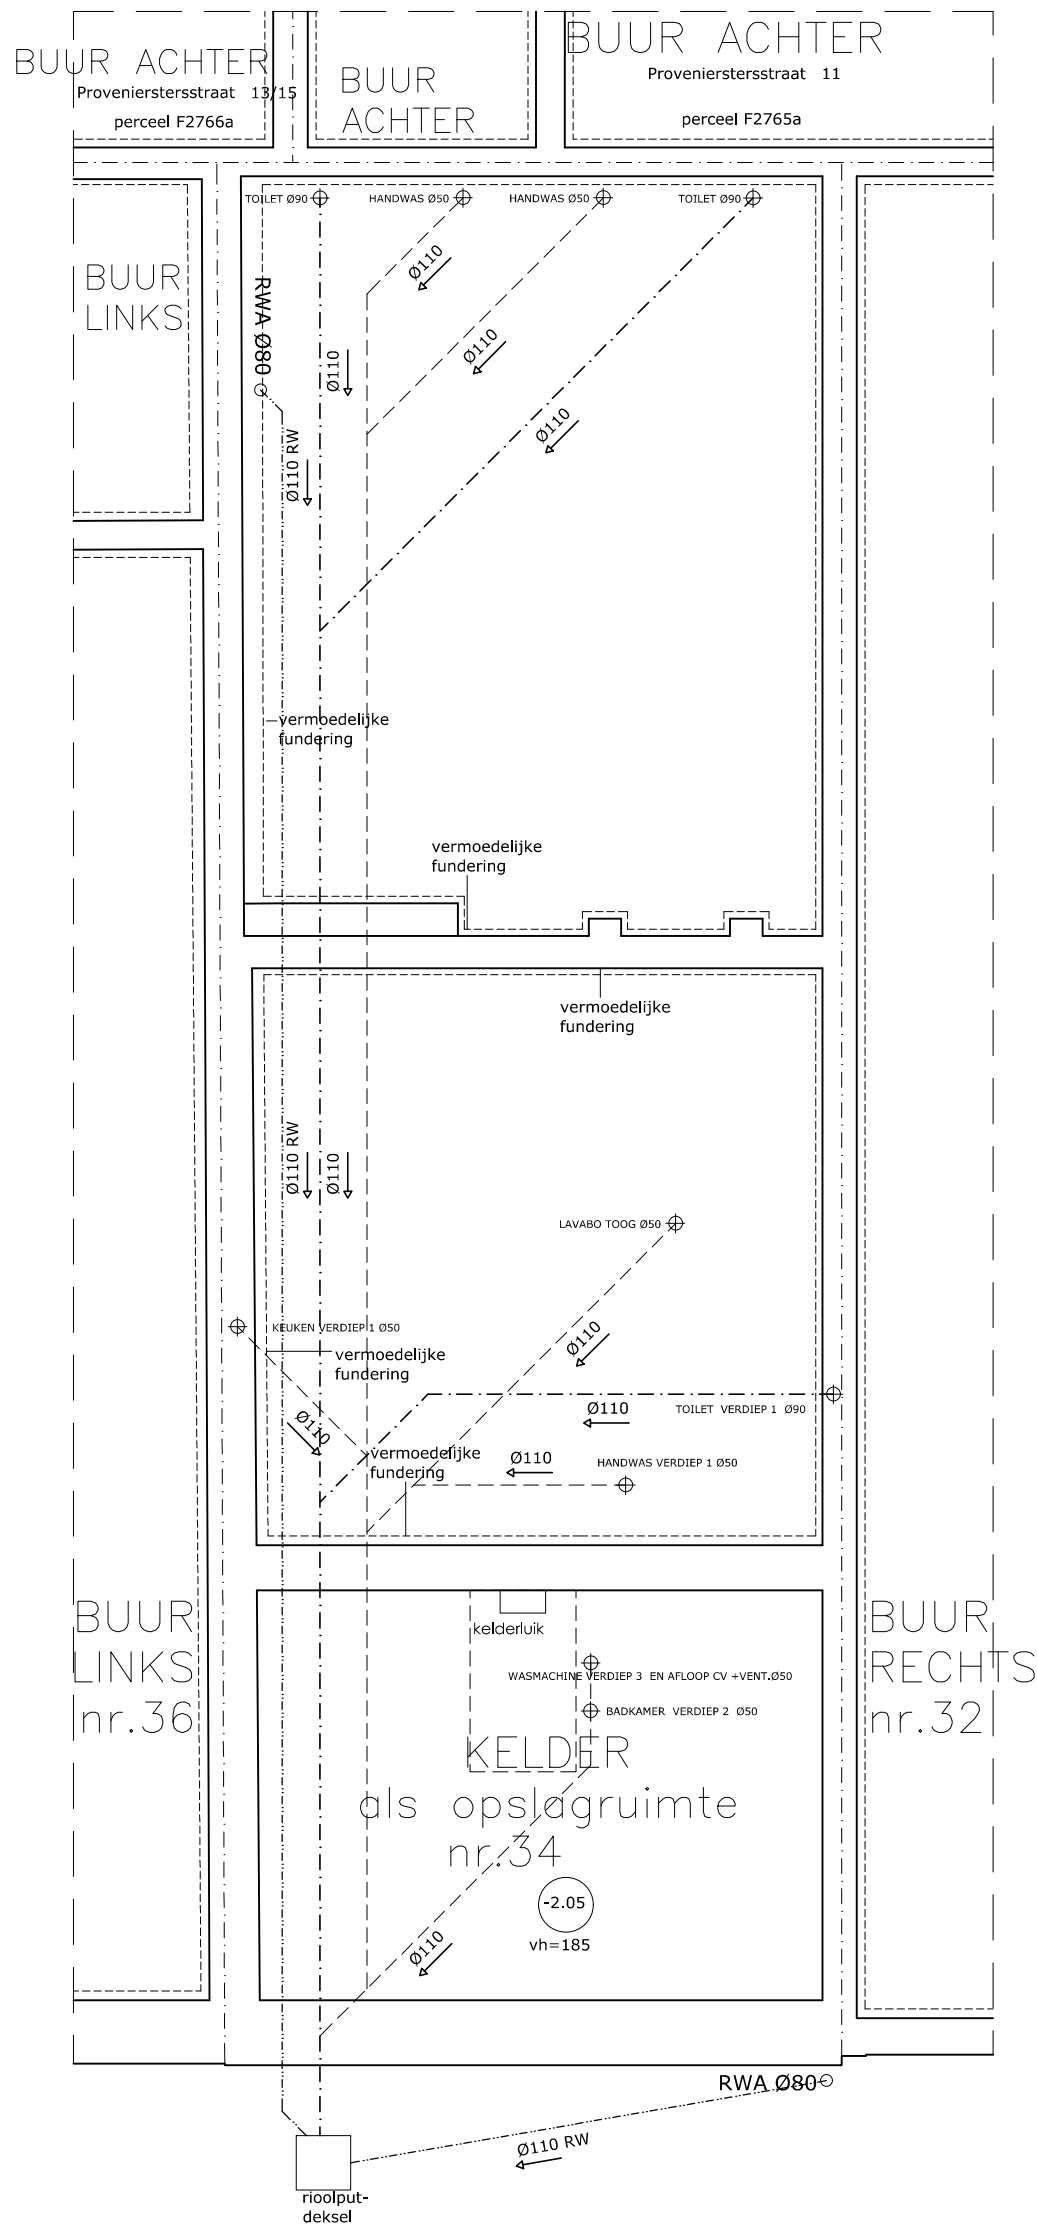 BUUR ACHTER
Provenierstersstraat 13/15
perceel F2766a
BUUR
ACHTER
BUUR ACHTER
Provenierstersstraat 11
perceel F2765a
TOILET Ø90
HANDWAS Ø50
HANDWAS Ø50
TOILET Ø90
BUUR
LINKS
RWA Ø80
Ø110
Ø110
Ø110
Ø110
Ø110 RW
vermoedelijke
fundering
vermoedelijke
fundering
vermoedelijke
fundering
Ø110 RW
Ø110
LAVABO TOOG Ø50
KEUKEN VERDIEP 1 Ø50
Ø110
vermoedelijke
fundering
Ø110
TOILET VERDIEP 1 Ø90
Ø110
vermoedelijke
fundering
Ø110
HANDWAS VERDIEP 1 Ø50
BUUR
LINKS
nr.36
kelderluik
WASMACHINE VERDIEP 3 EN AFLOOP CV +VENT.Ø50
BADKAMER VERDIEP 2 Ø50
KELDER
als opslagruimte
nr.34
-2.05
vh=185
Ø110
BUUR
RECHTS
nr.32
RWA Ø80
Ø110 RW
rioolput-
deksel